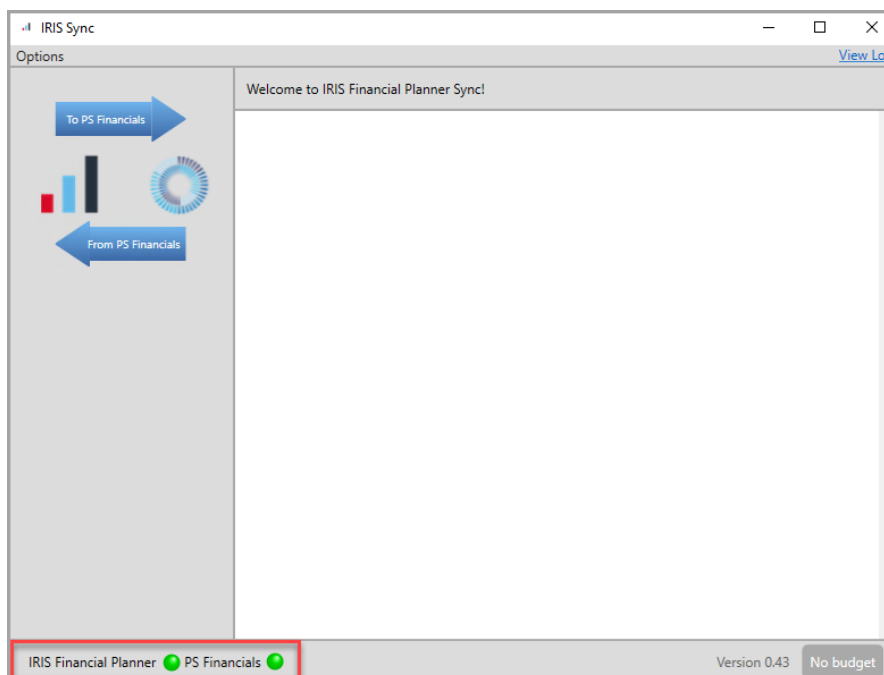 IRIS Sync
Options
View Lo
Welcome to IRIS Financial Planner Sync!
To PS Financials
From PS Financials
IRIS Financial Planner PS Financials
Version 0.43
No budget